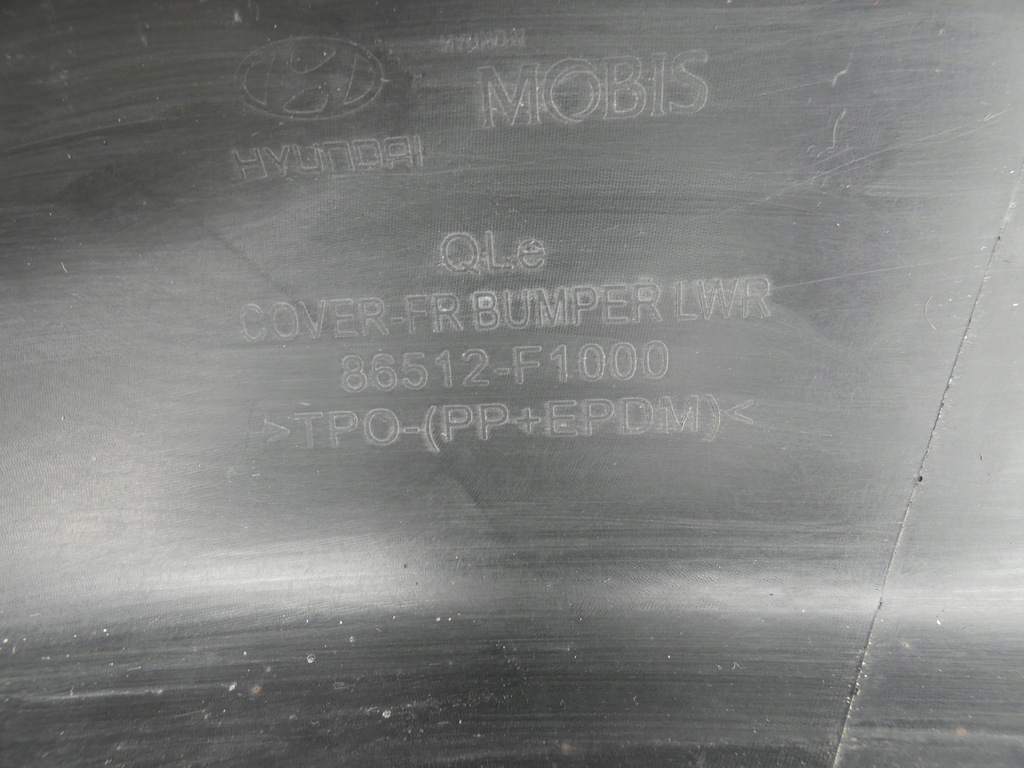 HYUNDAI
MOBIS
HYUNDAI
QLe
COVER-FR BUMPER LWR
86512-F1000
>TPO-(PP+EPDM)<